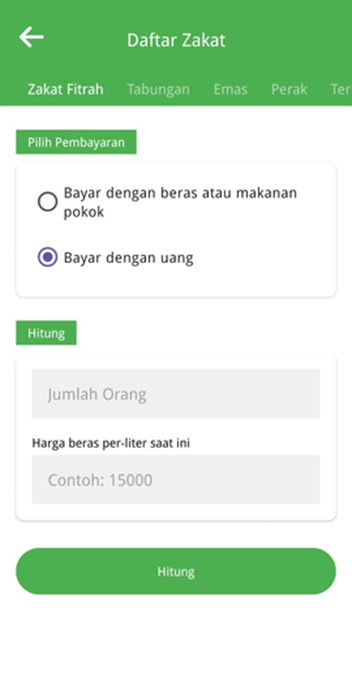 Daftar Zakat
Zakat Fitrah Tabungan Emas Perak Ter
Pilih Pembayaran
Bayar dengan beras atau makanan
pokok
Bayar dengan uang
Hitung
Jumlah Orang
Harga beras per-liter saat ini
Contoh: 15000
Hitung